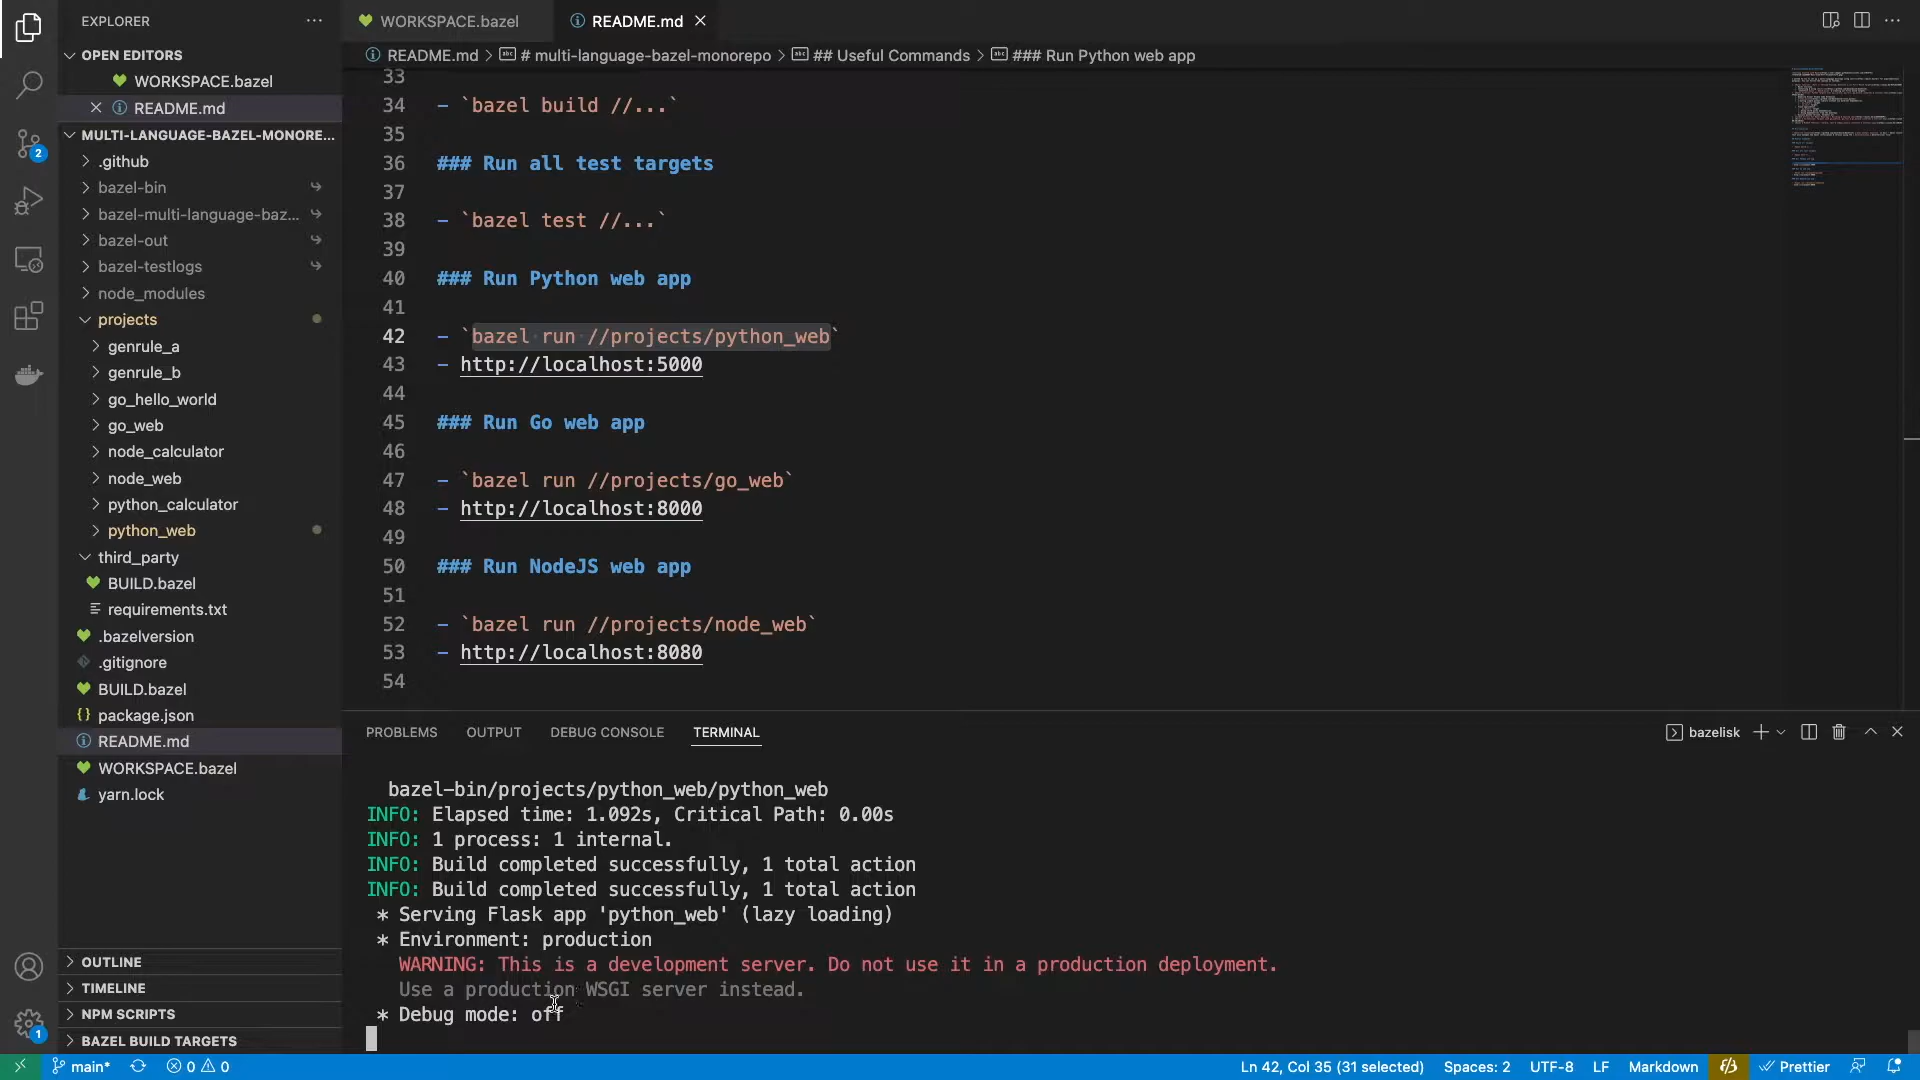 EXPLORER
OPEN EDITORS
WORKSPACE.bazel
README.md
MULTI-LANGUAGE-BAZEL-MONORE...
.github
bazel-bin
bazel-multi-language-baz...
bazel-out
bazel-testlogs
node_modules
projects
genrule_a
genrule_b
go_hello_world
go_web
node_calculator
node_web
python_calculator
python_web
third_party
BUILD.bazel
requirements.txt
.bazelversion
.gitignore
BUILD.bazel
package.json
README.md
WORKSPACE.bazel
yarn.lock
OUTLINE
TIMELINE
NPM SCRIPTS
BAZEL BUILD TARGETS
2
1
WORKSPACE.bazel
README.md
README.md > # multi-language-bazel-monorepo > ## Useful Commands > ### Run Python web app
33
34 - `bazel build //...`
35
36 ### Run all test targets
37
38 - `bazel test //...`
39
40 ### Run Python web app
41
42 - `bazel run //projects/python_web`
43 - http://localhost:5000
44
45 ### Run Go web app
46
47 - `bazel run //projects/go_web`
48 - http://localhost:8000
49
50 ### Run NodeJS web app
51
52 - `bazel run //projects/node_web`
53 - http://localhost:8080
54
PROBLEMS OUTPUT DEBUG CONSOLE TERMINAL
bazelisk
bazel-bin/projects/python_web/python_web
INFO: Elapsed time: 1.092s, Critical Path: 0.00s
INFO: 1 process: 1 internal.
INFO: Build completed successfully, 1 total action
INFO: Build completed successfully, 1 total action
* Serving Flask app 'python_web' (lazy loading)
* Environment: production
WARNING: This is a development server. Do not use it in a production deployment.
Use a production WSGI server instead.
* Debug mode: off
main* 0 0 Ln 42, Col 35 (31 selected) Spaces: 2 UTF-8 LF Markdown Prettier